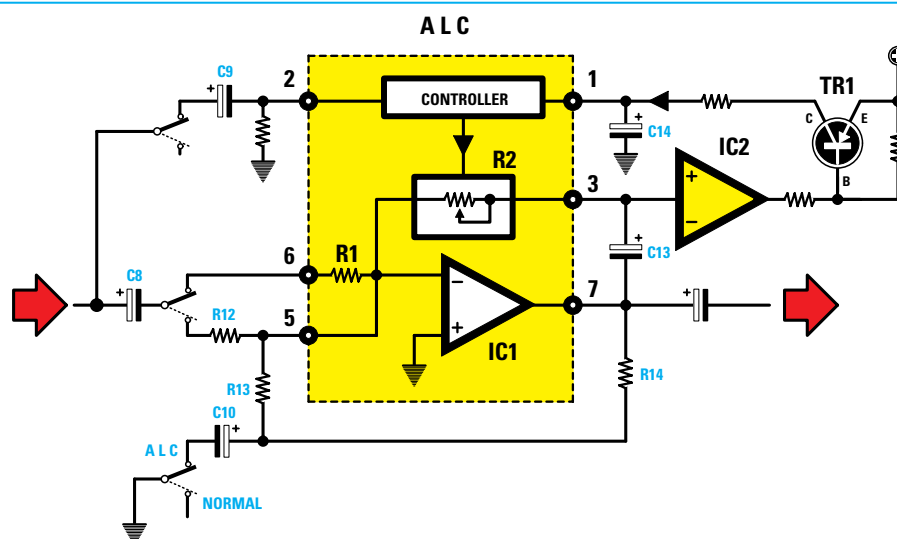 A L C
C9
2
CONTROLLER
1
TR1
C
E
B
+
C14
IC2
R2
3
+
−
+
C13
6
R1
C8
+
7
+
R12
5
−
+
IC1
R13
R14
C10
+
A L C
NORMAL
+
+